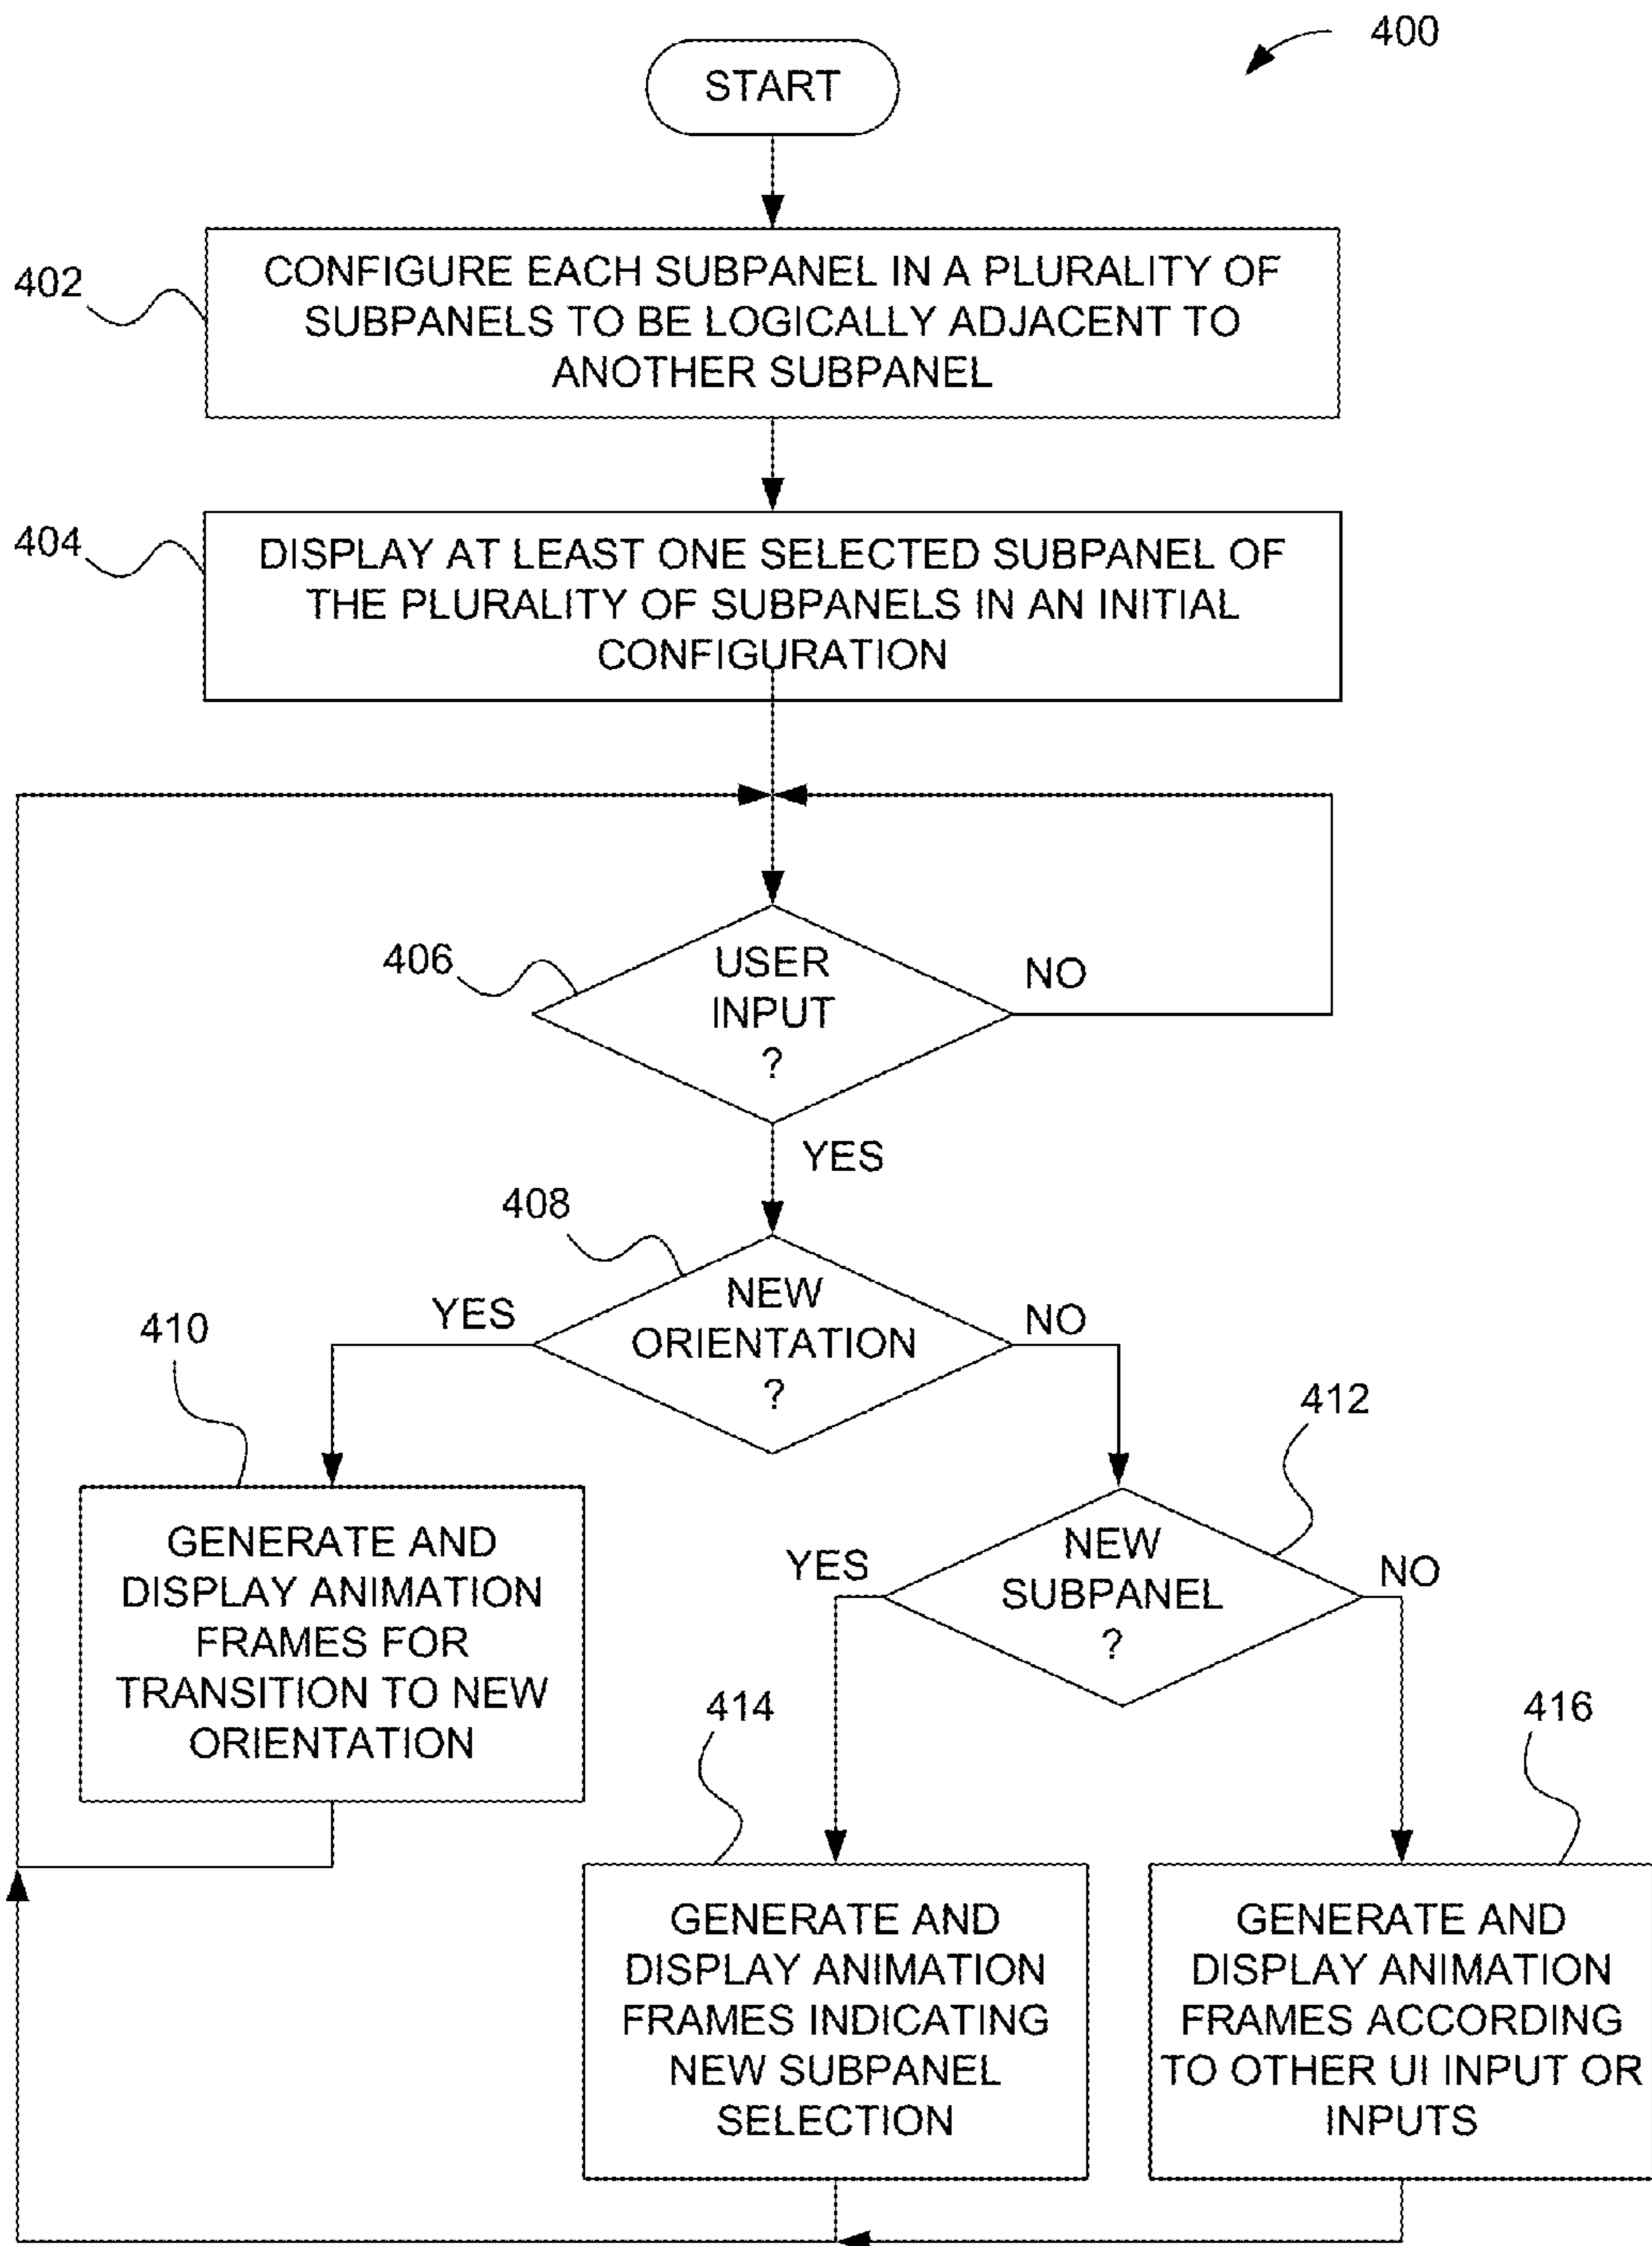 400
START
402
CONFIGURE EACH SUBPANEL IN A PLURALITY OF
SUBPANELS TO BE LOGICALLY ADJACENT TO
ANOTHER SUBPANEL
404
DISPLAY AT LEAST ONE SELECTED SUBPANEL OF
THE PLURALITY OF SUBPANELS IN AN INITIAL
CONFIGURATION
406
USER
INPUT
?
NO
YES
408
NEW
ORIENTATION
?
YES
NO
410
GENERATE AND
DISPLAY ANIMATION
FRAMES FOR
TRANSITION TO NEW
ORIENTATION
412
NEW
SUBPANEL
?
YES
NO
414
GENERATE AND
DISPLAY ANIMATION
FRAMES INDICATING
NEW SUBPANEL
SELECTION
416
GENERATE AND
DISPLAY ANIMATION
FRAMES ACCORDING
TO OTHER UI INPUT OR
INPUTS